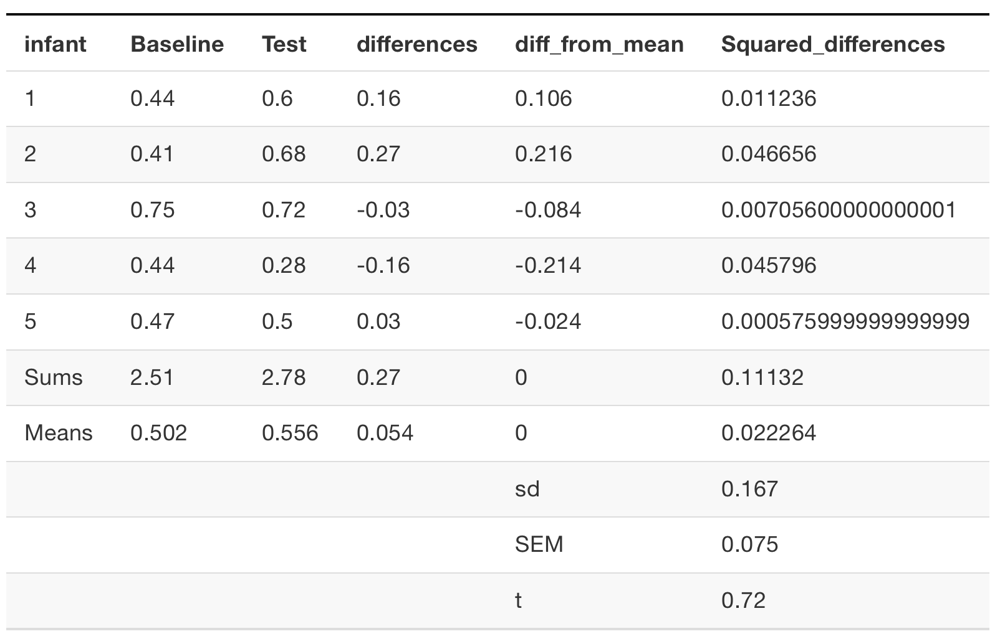 infant Baseline Test differences diff_from_mean Squared_differences
1 0.44 0.6 0.16 0.106 0.011236
2 0.41 0.68 0.27 0.216 0.046656
3 0.75 0.72 -0.03 -0.084 0.00705600000000001
4 0.44 0.28 -0.16 -0.214 0.045796
5 0.47 0.5 0.03 -0.024 0.000575999999999999
Sums 2.51 2.78 0.27 0 0.11132
Means 0.502 0.556 0.054 0 0.022264
sd 0.167
SEM 0.075
t 0.72